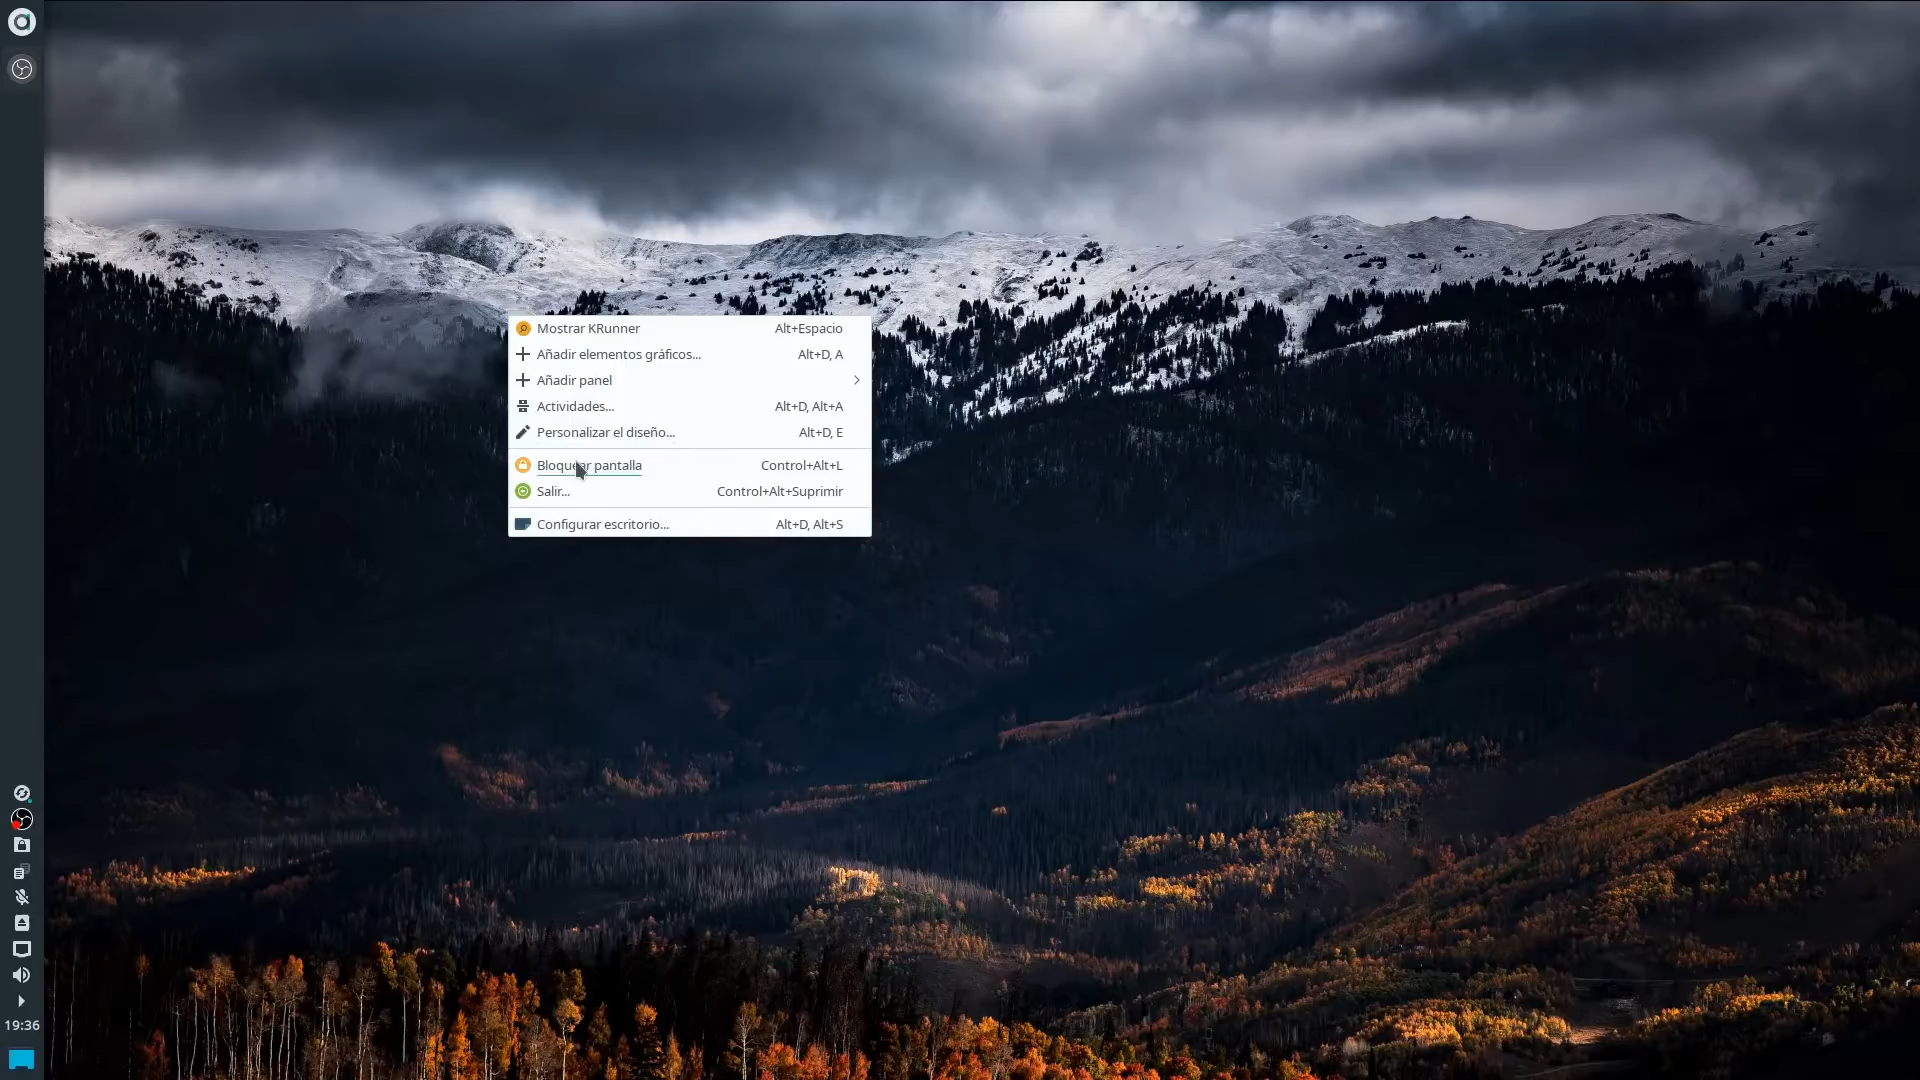 Mostrar KRunner Alt+Espacio
Añadir elementos gráficos... Alt+D, A
Añadir panel
Actividades... Alt+D, Alt+A
Personalizar el diseño... Alt+D, E
Bloquear pantalla Control+Alt+L
Salir... Control+Alt+Suprimir
Configurar escritorio... Alt+D, Alt+S
19:36